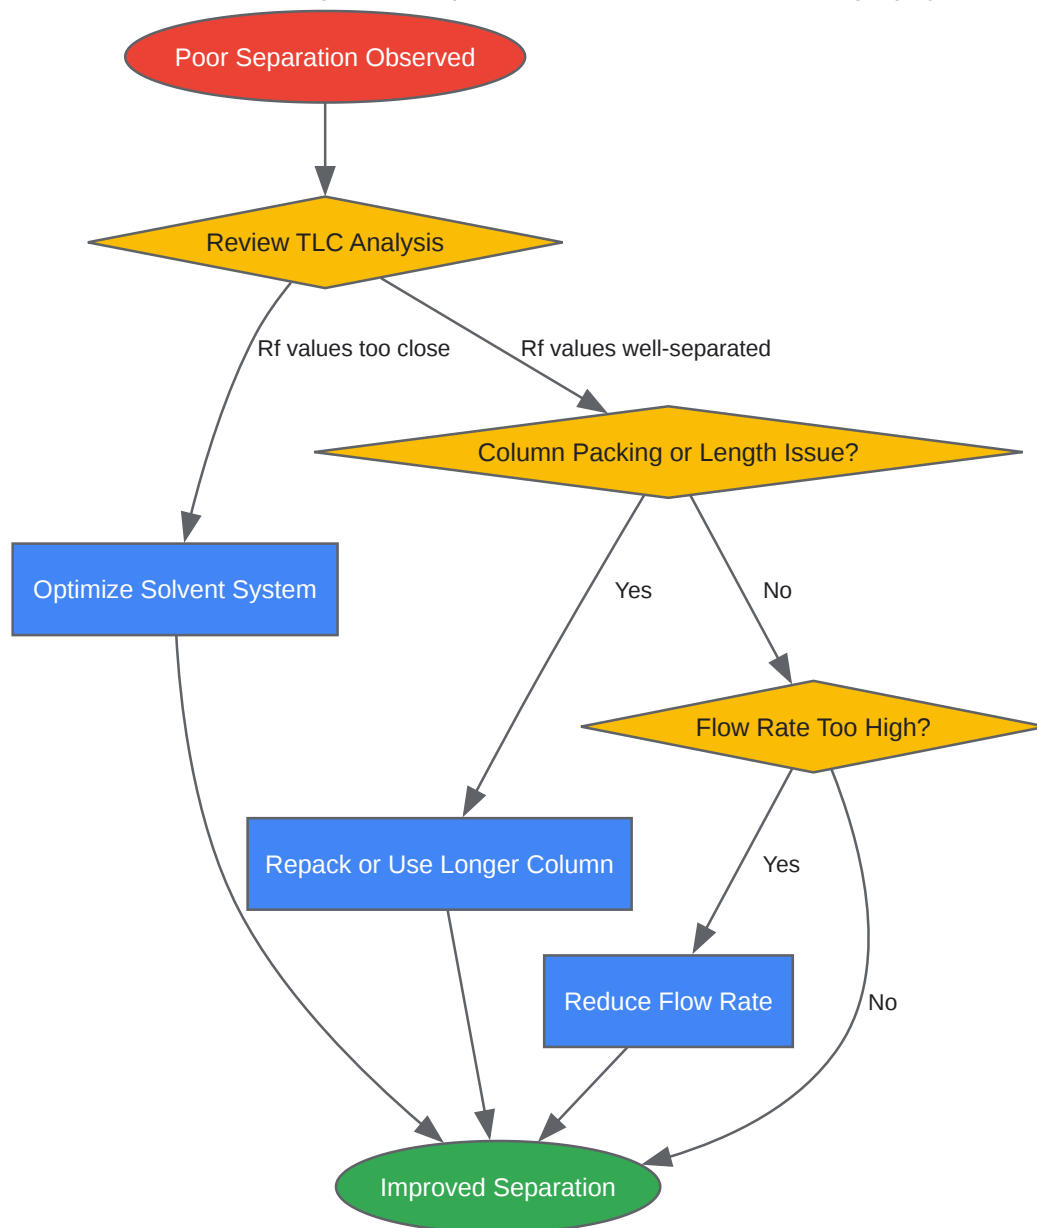 Poor Separation Observed
Review TLC Analysis
Rf values too close
Rf values well-separated
Column Packing or Length Issue?
Optimize Solvent System
Yes
No
Flow Rate Too High?
Repack or Use Longer Column
Yes
Reduce Flow Rate
No
Improved Separation